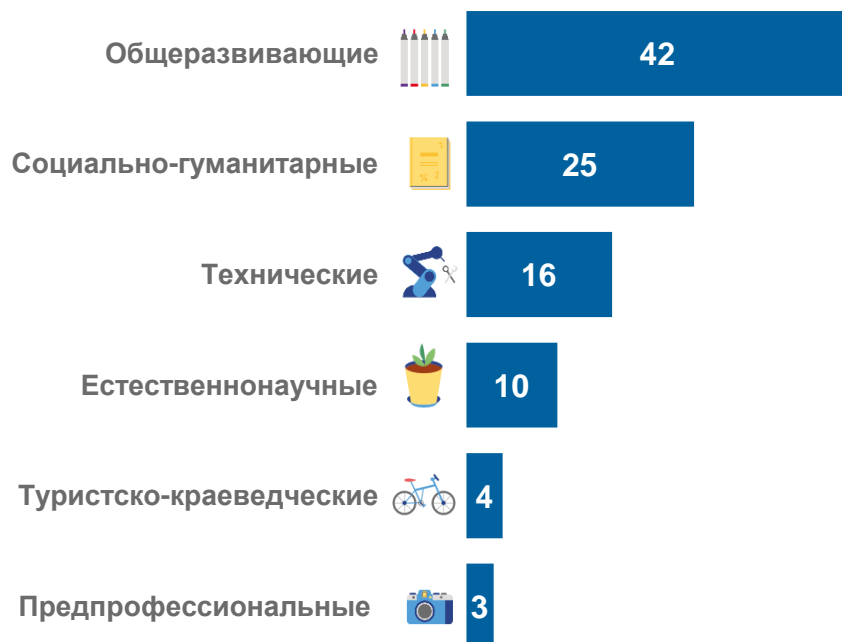 Общеразвивающие 42
Социально-гуманитарные 25
Технические 16
Естественнонаучные 10
Туристско-краеведческие 4
Предпрофессиональные 3